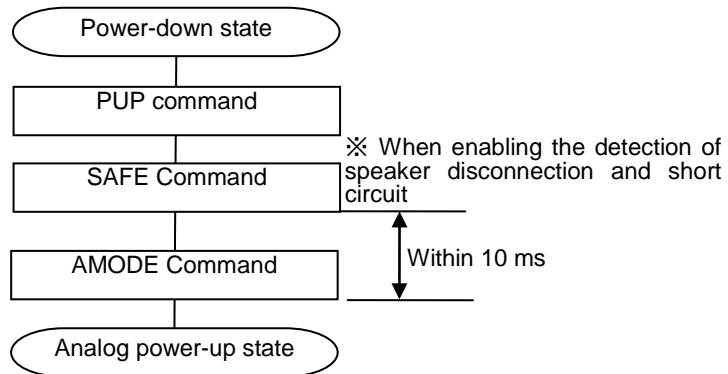 Power-down state
PUP command
※ When enabling the detection of
speaker disconnection and short
circuit
SAFE Command
Within 10 ms
AMODE Command
Analog power-up state